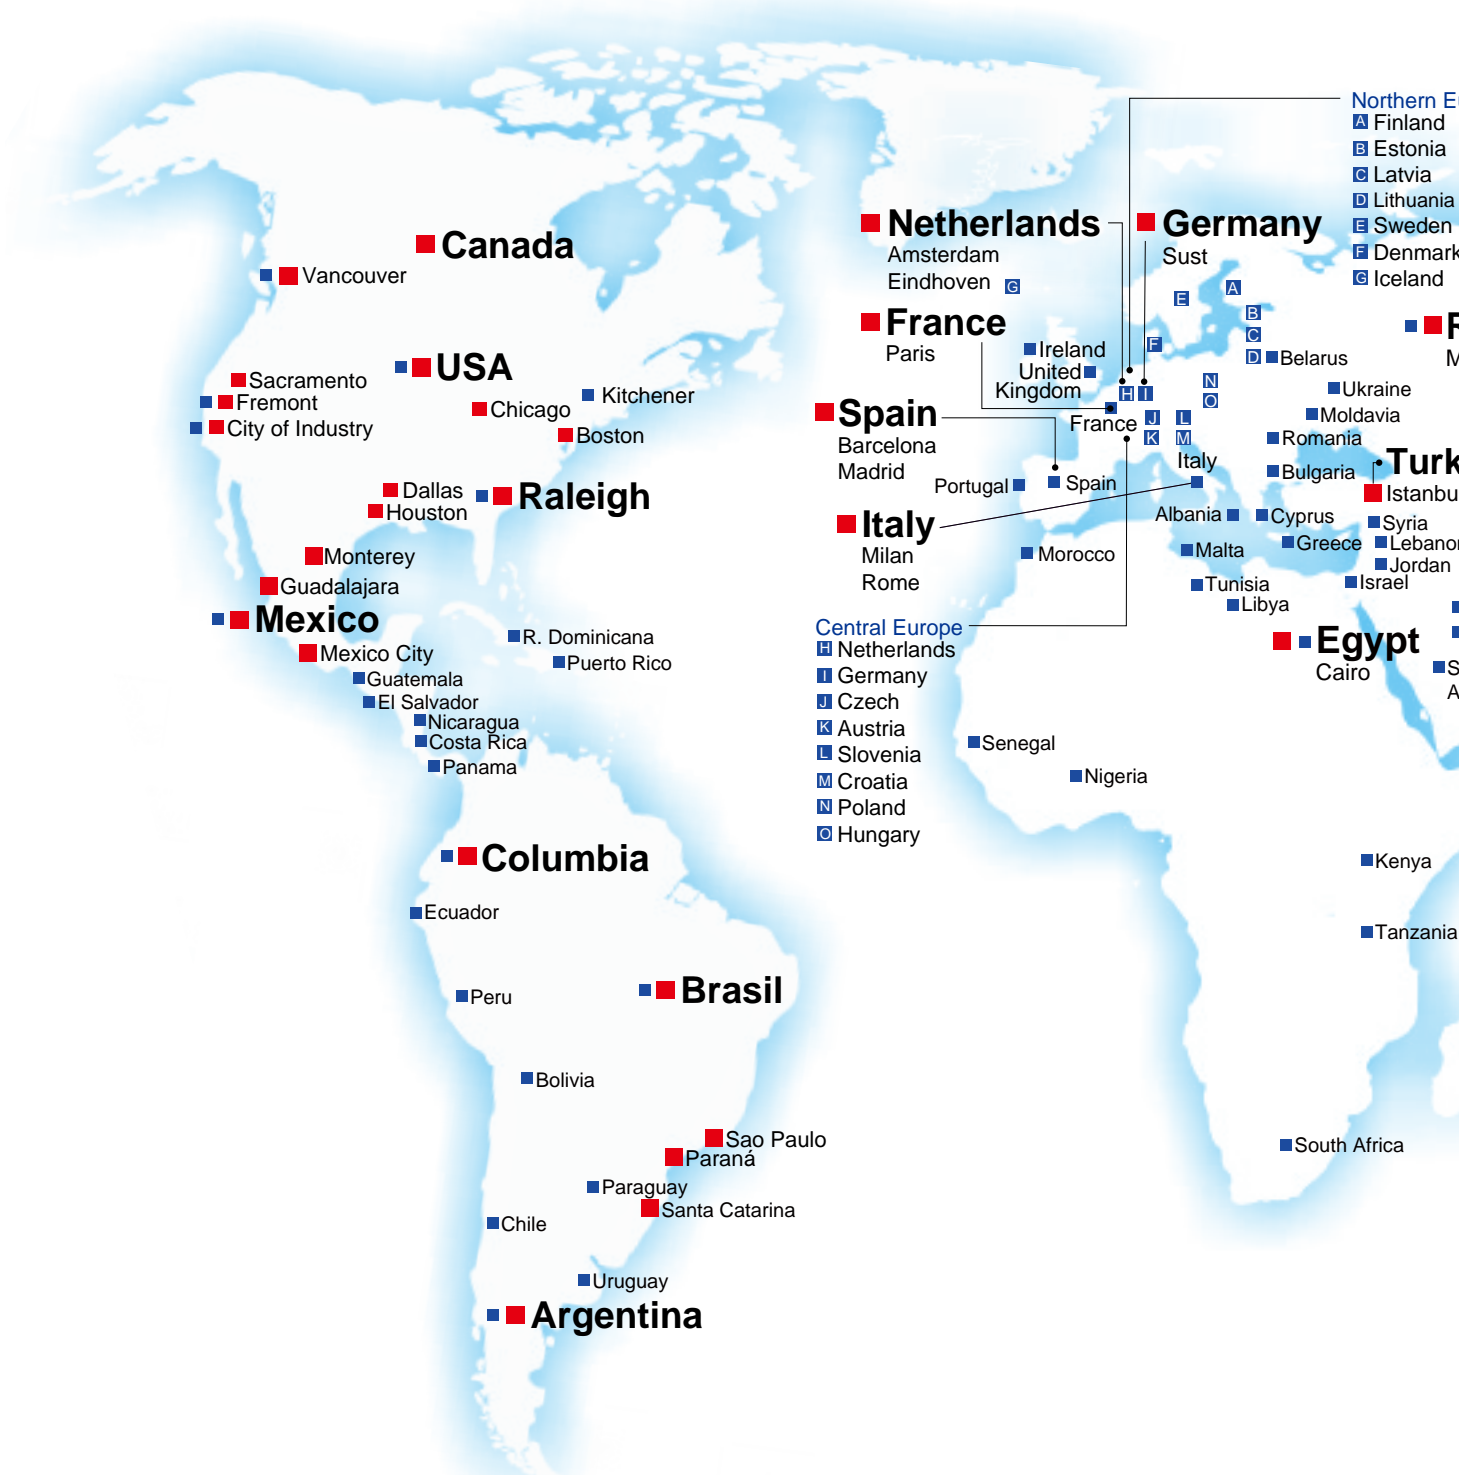 Canada
Vancouver
USA
Sacramento
Fremont
City of Industry
Chicago
Kitchener
Boston
Dallas
Houston
Raleigh
Monterey
Guadalajara
Mexico
Mexico City
R. Dominicana
Puerto Rico
Guatemala
El Salvador
Nicaragua
Costa Rica
Panama
Columbia
Ecuador
Peru
Brasil
Bolivia
Sao Paulo
Paraná
Paraguay
Santa Catarina
Chile
Uruguay
Argentina
Netherlands
Amsterdam
Eindhoven
France
Paris
Spain
Barcelona
Madrid
Italy
Milan
Rome
Central Europe
H Netherlands
I Germany
J Czech
K Austria
L Slovenia
M Croatia
N Poland
O Hungary
Germany
Sust
Northern
A Finland
B Estonia
C Latvia
D Lithuania
E Sweden
F Denmark
G Iceland
G
E
A
B
C
D
F
N
O
H
I
J
L
K
M
Ireland
United
Kingdom
France
Belarus
Ukraine
Moldavia
Romania
Bulgaria
Italy
Portugal
Spain
Albania
Cyprus
Greece
Malta
Morocco
Tunisia
Libya
Syria
Jordan
Israel
Egypt
Cairo
Senegal
Nigeria
Kenya
Tanzania
South Africa